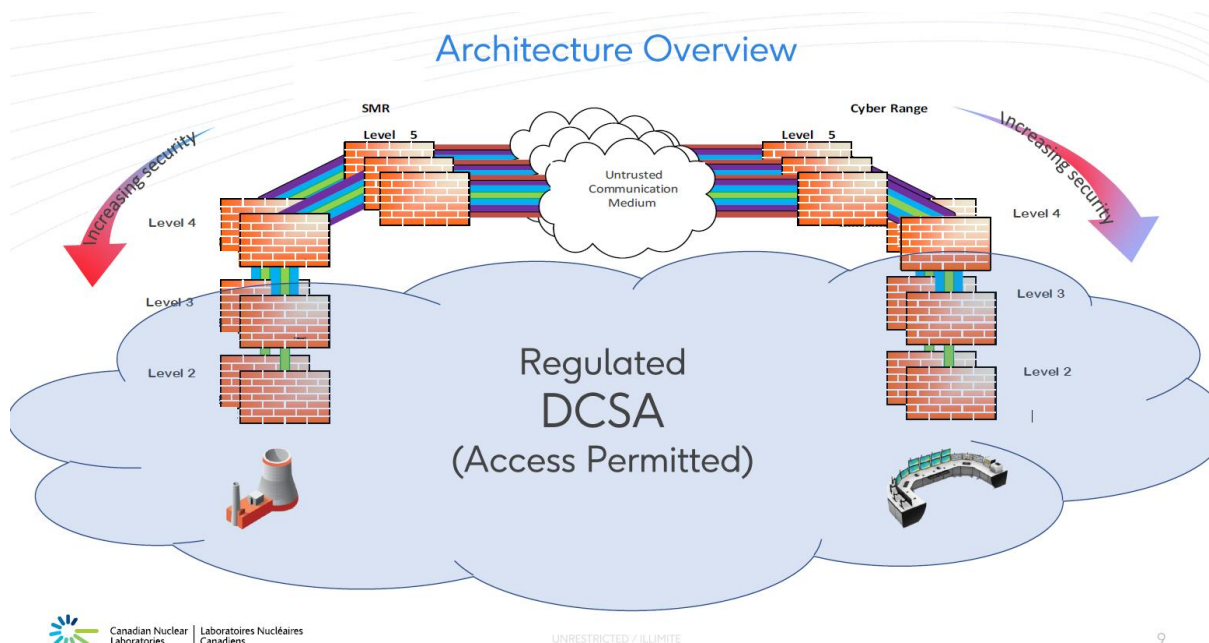 Architecture Overview
SMR
Cyber Range
Increasing security
Increasing security
Level 5
Level 5
Untrusted
Communication
Medium
Level 4
Level 4
Level 3
Level 3
Level 2
Level 2
Regulated
DCSA
(Access Permitted)
Canadian Nuclear | Laboratoires Nucléaires
Laboratories | Canadiens
UNRESTRICTED / ILLIMITE
9